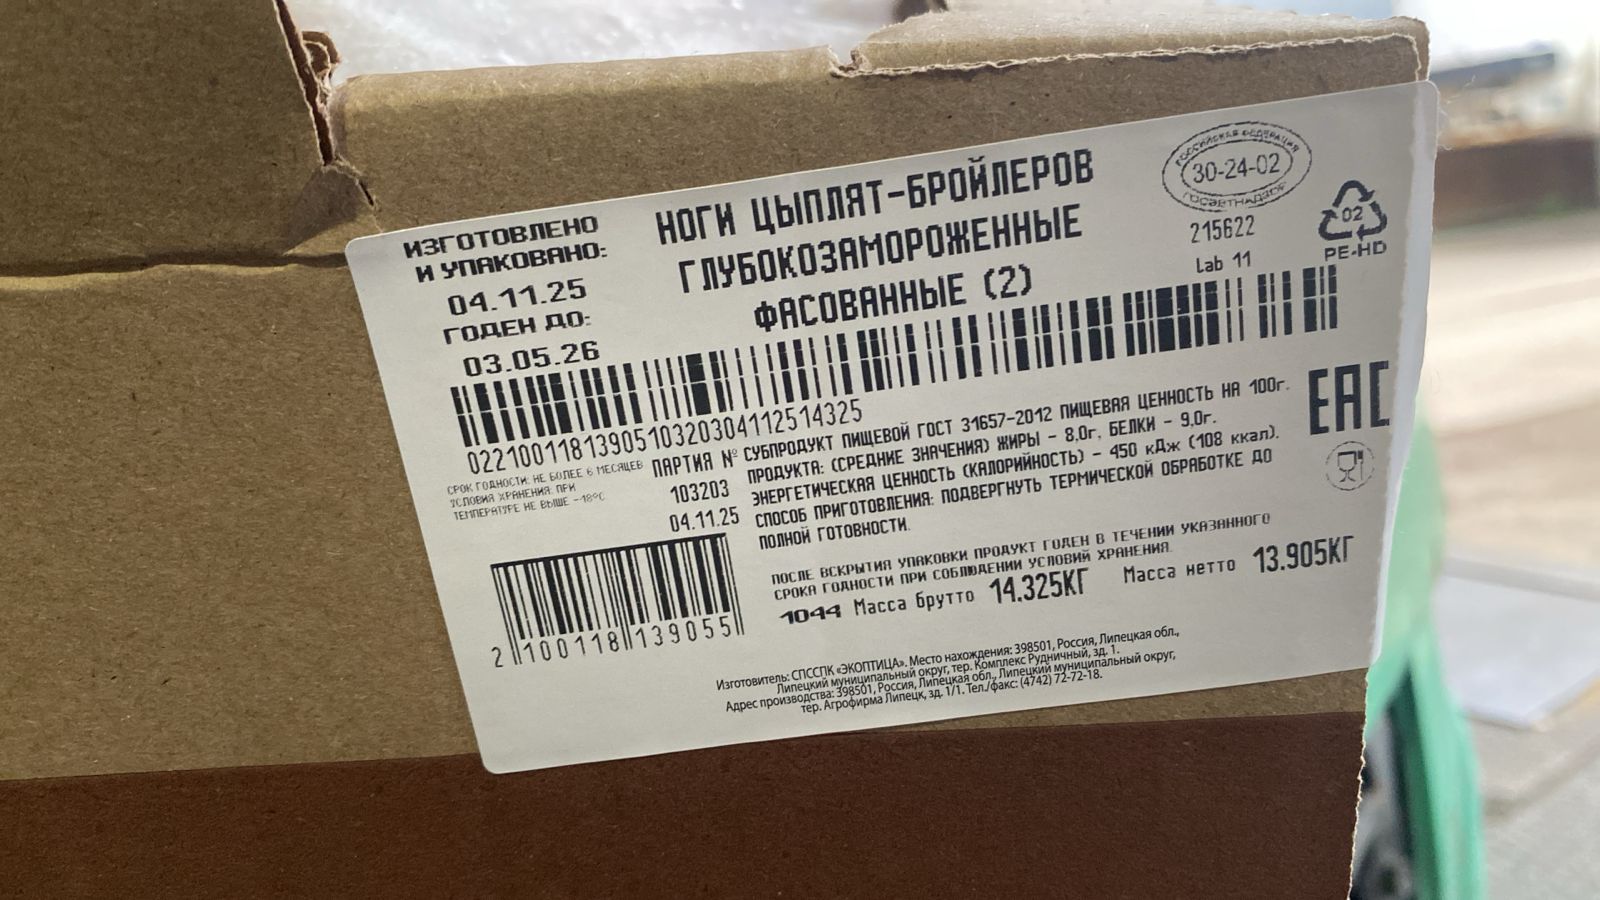 ИЗГОТОВЛЕНО
И УПАКОВАНО:
04.11.25
ГОДЕН ДО:
03.05.26
НОГИ ЦЫПЛЯТ-БРОЙЛЕРОВ
ГЛУБОКОЗАМОРОЖЕННЫЕ
ФАСОВАННЫЕ (2)
РОССИЙСКАЯ ФЕДЕРАЦИЯ
30-24-02
ГОСВЕТНАДЗОР
215622
Lab 11
02
PE-HD
0221001181390510320304112514325
СРОК ГОДНОСТИ: НЕ БОЛЕЕ 6 МЕСЯЦЕВ
УСЛОВИЯ ХРАНЕНИЯ: ПРИ
ТЕМПЕРАТУРЕ НЕ ВЫШЕ -18°C
ПАРТИЯ №
103203
04.11.25
СУБПРОДУКТ ПИЩЕВОЙ ГОСТ 31657-2012 ПИЩЕВАЯ ЦЕННОСТЬ НА 100г.
ПРОДУКТА: (СРЕДНИЕ ЗНАЧЕНИЯ) ЖИРЫ - 8,0г, БЕЛКИ - 9,0г.
ЭНЕРГЕТИЧЕСКАЯ ЦЕННОСТЬ (КАЛОРИЙНОСТЬ) - 450 кДж (108 ккал).
СПОСОБ ПРИГОТОВЛЕНИЯ: ПОДВЕРГНУТЬ ТЕРМИЧЕСКОЙ ОБРАБОТКЕ ДО
ПОЛНОЙ ГОТОВНОСТИ.
EAC
ПОСЛЕ ВСКРЫТИЯ УПАКОВКИ ПРОДУКТ ГОДЕН В ТЕЧЕНИИ УКАЗАННОГО
СРОКА ГОДНОСТИ ПРИ СОБЛЮДЕНИИ УСЛОВИЙ ХРАНЕНИЯ.
1044 Масса брутто 14.325КГ Масса нетто 13.905КГ
2 100118 139055
Изготовитель: СПССПК «ЭКОПТИЦА». Место нахождения: 398501, Россия, Липецкая обл.,
Липецкий муниципальный округ, тер. Комплекс Рудничный, зд. 1.
Адрес производства: 398501, Россия, Липецкая обл., Липецкий муниципальный округ,
тер. Агрофирма Липецк, зд. 1/1. Тел./факс: (4742) 72-72-18.